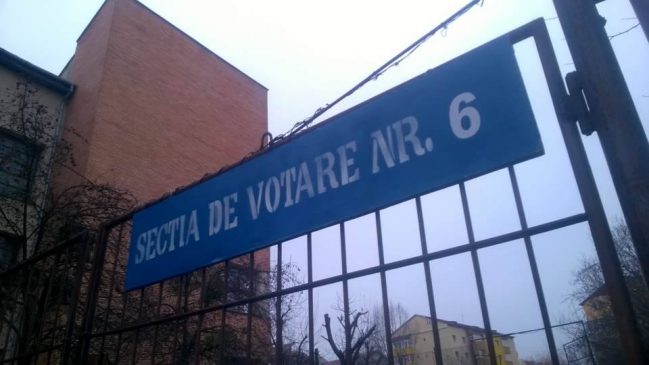 SECTIA DE VOTARE NR. 6